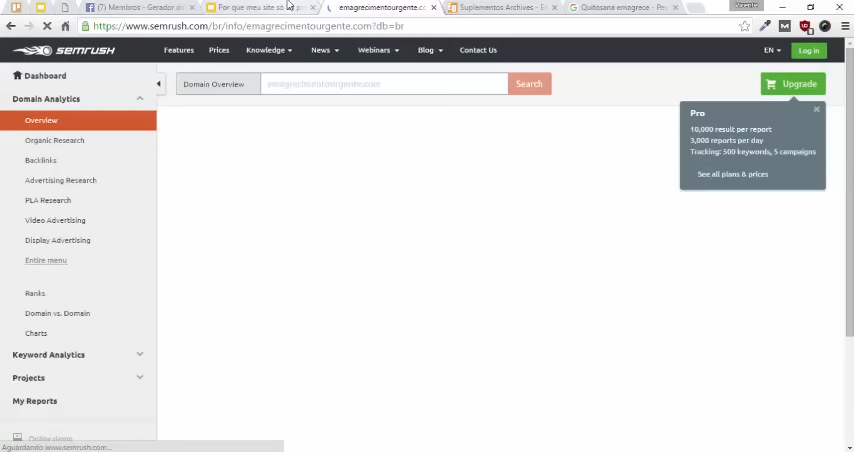 (7) Membros - Gerador de
Por que meu site só
emagrecimentourgente.co
Suplementos Archives - E
Quitosana emagrece - Pes
Vicente
https://www.semrush.com/br/info/emagrecimentourgente.com?db=br
SEMRUSH
Features
Prices
Knowledge
News
Webinars
Blog
Contact Us
EN
Log in
Dashboard
Domain Overview
emagrecimentourgente.com
Search
Upgrade
Domain Analytics
Pro
10,000 result per report
3,000 reports per day
Tracking: 500 keywords, 5 campaigns
See all plans & prices
Overview
Organic Research
Backlinks
Advertising Research
PLA Research
Video Advertising
Display Advertising
Entire menu
Ranks
Domain vs. Domain
Charts
Keyword Analytics
Projects
My Reports
Aguardando www.semrush.com...